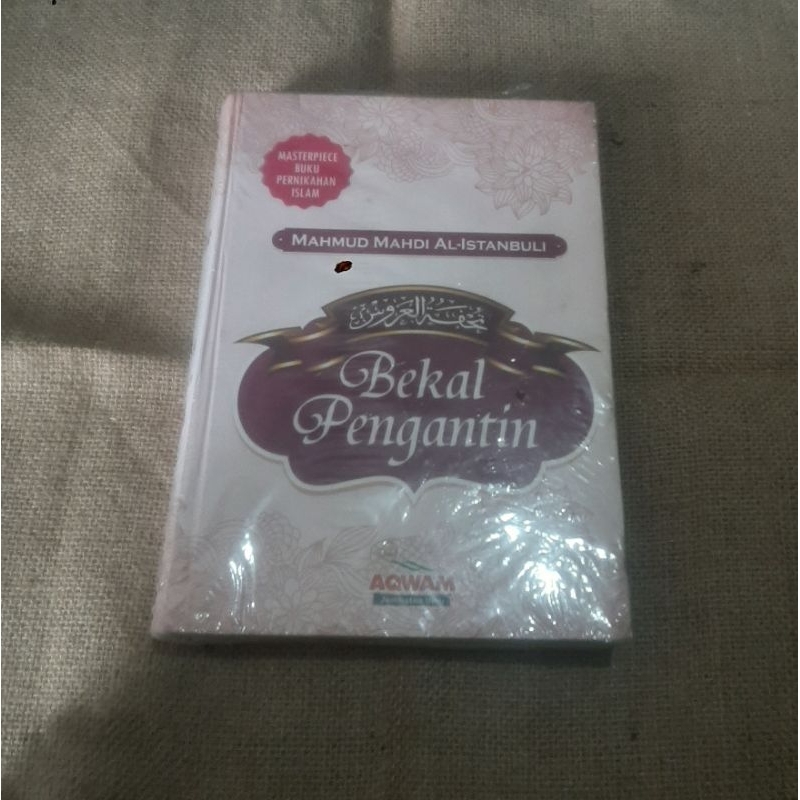 MASTERPIECE
BUKU
PERNIKAHAN
ISLAM
MAHMUD MAHDI AL-ISTANBULI
تحفة العروس
Bekal
Pengantin
AQWAM